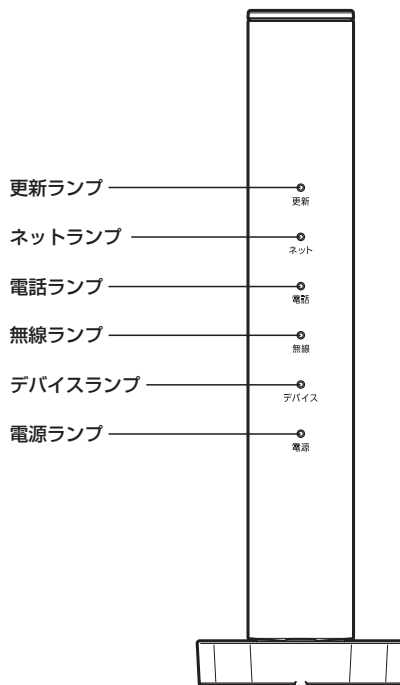 更新ランプ
更新
ネットランプ
ネット
電話ランプ
電話
無線ランプ
無線
デバイスランプ
デバイス
電源ランプ
電源